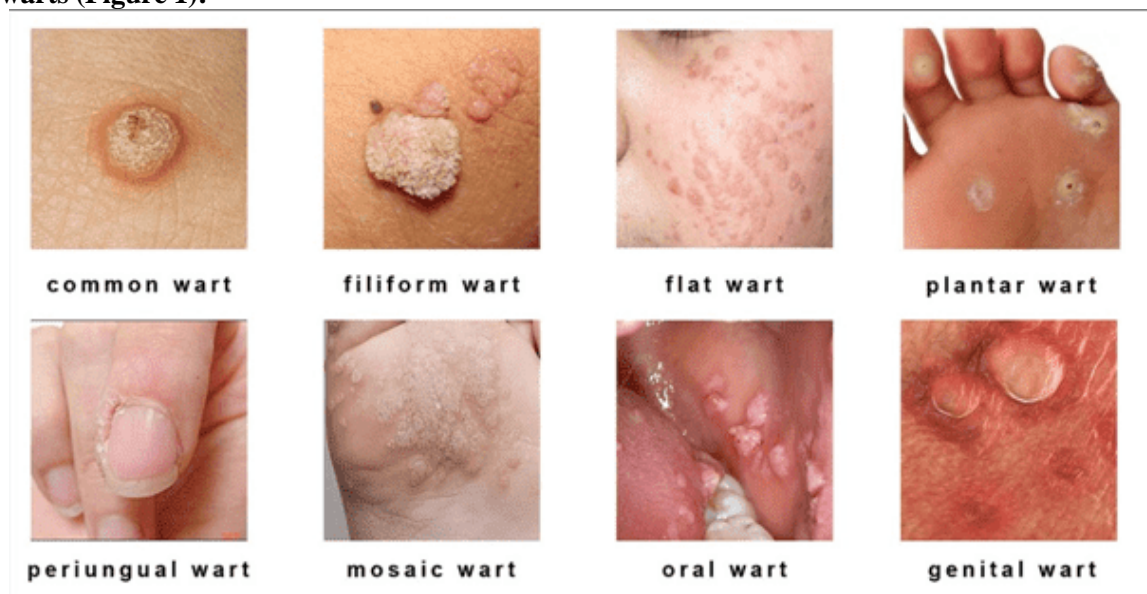 warts (Figure 1).
common wart
filiform wart
flat wart
plantar wart
periungual wart
mosaic wart
oral wart
genital wart